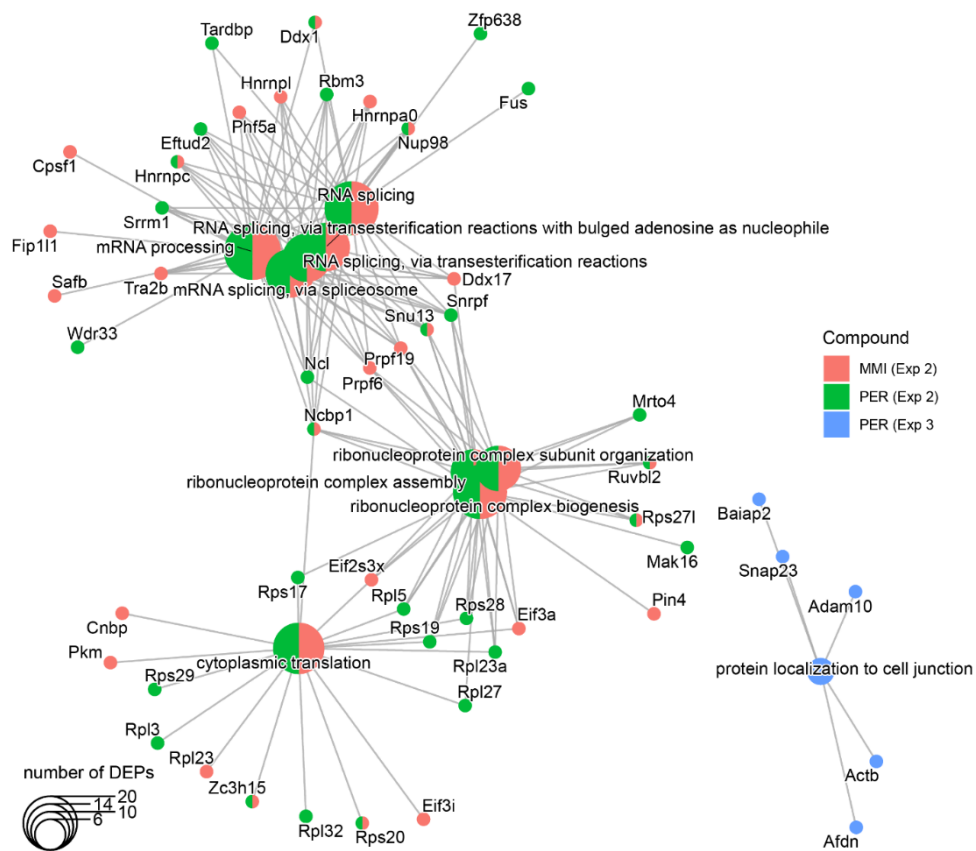 Zfp638
Tardbp
Ddx1
Hnrnpl
Rbm3
Hnrnpa0
Fus
Phf5a
Eftud2
Nup98
Cpsf1
Hnrnpc
RNA splicing
Srrm1
RNA splicing, via transesterification reactions with bulged adenosine as nucleophile
Fip1l1
mRNA processing
RNA splicing, via transesterification reactions
Safb
Tra2b
mRNA splicing, via spliceosome
Ddx17
Snrpf
Wdr33
Snu13
Ncl
Prpf19
Prpf6
Compound
MMI (Exp 2)
PER (Exp 2)
PER (Exp 3
Ncbp1
Mrto4
ribonucleoprotein complex subunit organization
Ruvbl2
ribonucleoprotein complex assembly
ribonucleoprotein complex biogenesis
Rps27l
Baiap2
Mak16
Snap23
Eif2s3x
Rps17
Rpl5
Rps28
Eif3a
Pin4
Adam10
Cnbp
Rps19
Pkm
cytoplasmic translation
Rpl23a
protein localization to cell junction
Rps29
Rpl27
Rpl3
Rpl23
number of DEPs
20
14
10
6
Zc3h15
Eif3i
Actb
Rpl32
Rps20
Afdn